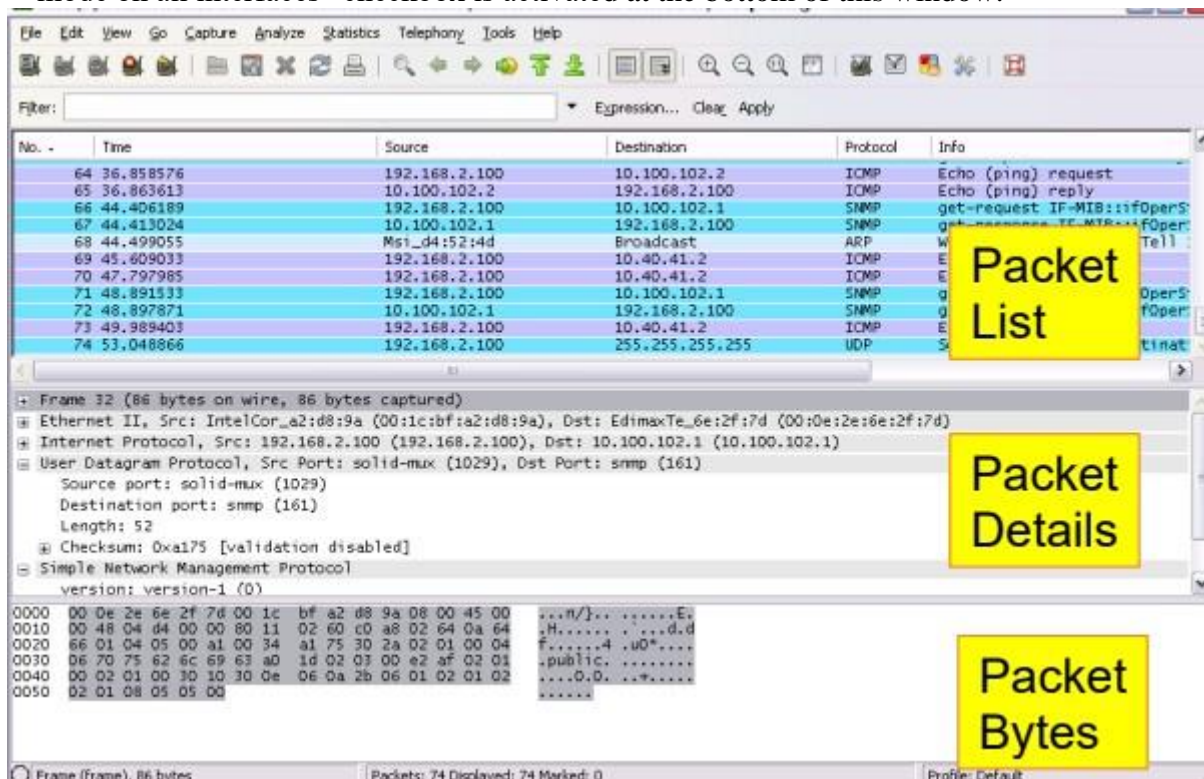 File Edit View Go Capture Analyze Statistics Telephony Tools Help
Filter: Expression... Clear Apply
No. - Time Source Destination Protocol Info
64 36.858576 192.168.2.100 10.100.102.2 ICMP Echo (ping) request
65 36.863613 10.100.102.2 192.168.2.100 ICMP Echo (ping) reply
66 44.406189 192.168.2.100 10.100.102.1 SNMP get-request IF-MIB::ifOperS
67 44.413024 10.100.102.1 192.168.2.100 SNMP get-response IF-MIB::ifOper
68 44.499055 Msi_d4:52:4d Broadcast ARP W Tell
69 45.609033 192.168.2.100 10.40.41.2 ICMP E
70 47.797985 192.168.2.100 10.40.41.2 ICMP E
71 48.891533 192.168.2.100 10.100.102.1 SNMP g OperS
72 48.897871 10.100.102.1 192.168.2.100 SNMP g fOper
73 49.989403 192.168.2.100 10.40.41.2 ICMP E
74 53.048866 192.168.2.100 255.255.255.255 UDP S tinat
Packet
List
Frame 32 (86 bytes on wire, 86 bytes captured)
Ethernet II, Src: IntelCor_a2:d8:9a (00:1c:bf:a2:d8:9a), Dst: EdimaxTe_6e:2f:7d (00:0e:2e:6e:2f:7d)
Internet Protocol, Src: 192.168.2.100 (192.168.2.100), Dst: 10.100.102.1 (10.100.102.1)
User Datagram Protocol, Src Port: solid-mux (1029), Dst Port: snmp (161)
Source port: solid-mux (1029)
Destination port: snmp (161)
Length: 52
Checksum: 0xa175 [validation disabled]
Simple Network Management Protocol
version: version-1 (0)
Packet
Details
0000 00 0e 2e 6e 2f 7d 00 1c bf a2 d8 9a 08 00 45 00 ...n/}.. ......E.
0010 00 48 04 d4 00 00 80 11 02 60 c0 a8 02 64 0a 64 .H...... .`...d.d
0020 66 01 04 05 00 a1 00 34 a1 75 30 2a 02 01 00 04 f......4 .u0*....
0030 06 70 75 62 6c 69 63 a0 1d 02 03 00 e2 af 02 01 .public. ........
0040 00 02 01 00 30 10 30 0e 06 0a 2b 06 01 02 01 02 ....0.0. ..+.....
0050 02 01 08 05 05 00 ......
Packet
Bytes
Frame (frame), 86 bytes Packets: 74 Displayed: 74 Marked: 0 Profile: Default